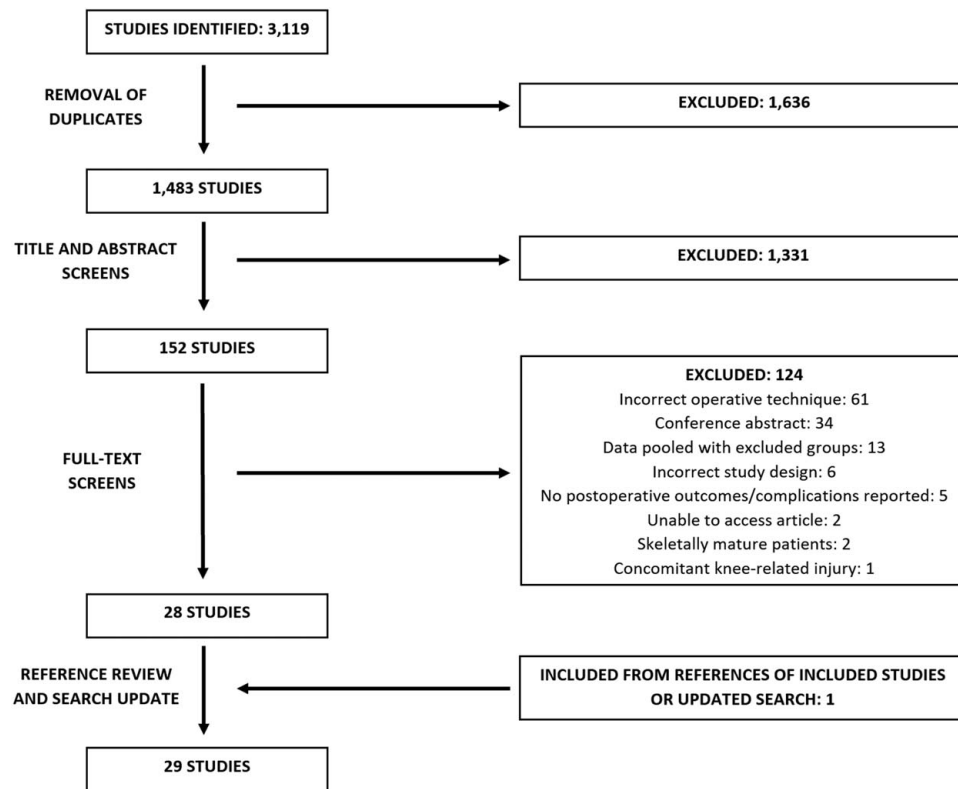 STUDIES IDENTIFIED: 3,119
REMOVAL OF
DUPLICATES
EXCLUDED: 1,636
1,483 STUDIES
TITLE AND ABSTRACT
SCREENS
EXCLUDED: 1,331
152 STUDIES
FULL-TEXT
SCREENS
EXCLUDED: 124
Incorrect operative technique: 61
Conference abstract: 34
Data pooled with excluded groups: 13
Incorrect study design: 6
No postoperative outcomes/complications reported: 5
Unable to access article: 2
Skeletally mature patients: 2
Concomitant knee-related injury: 1
28 STUDIES
REFERENCE REVIEW
AND SEARCH UPDATE
INCLUDED FROM REFERENCES OF INCLUDED STUDIES
OR UPDATED SEARCH: 1
29 STUDIES